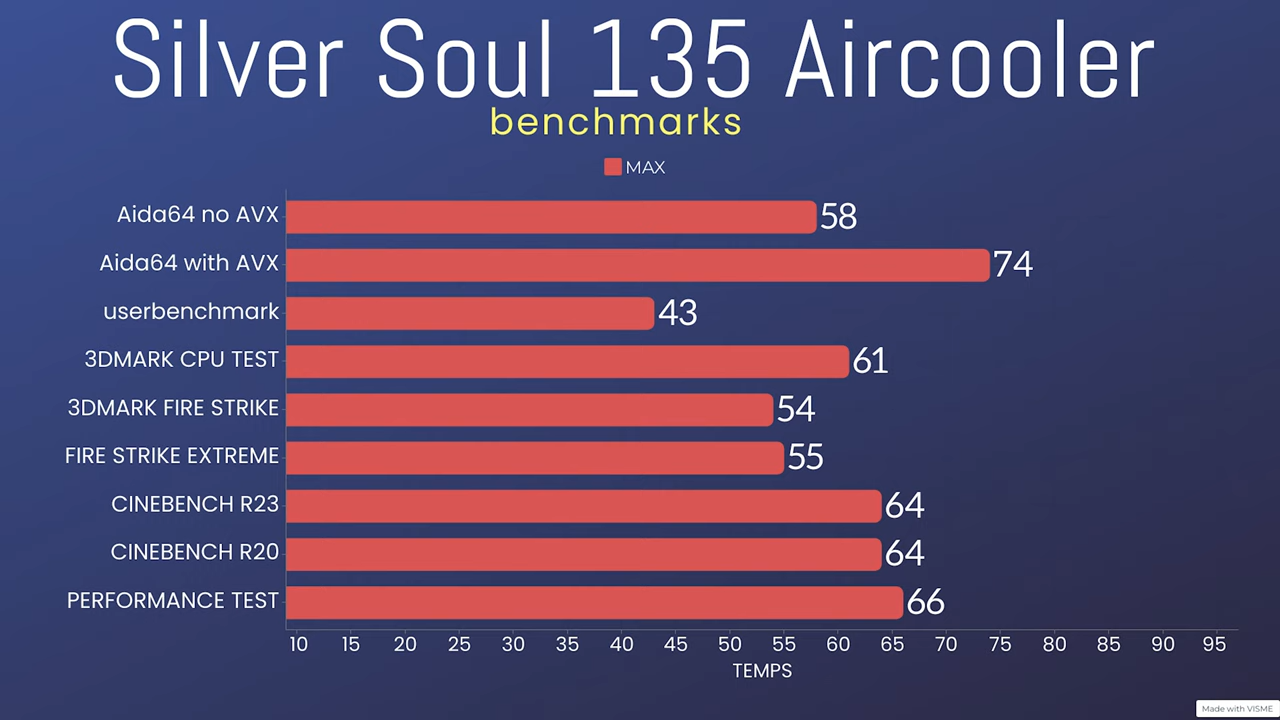 Silver Soul 135 Aircooler
benchmarks
MAX
Aida64 no AVX 58
Aida64 with AVX 74
userbenchmark 43
3DMARK CPU TEST 61
3DMARK FIRE STRIKE 54
FIRE STRIKE EXTREME 55
CINEBENCH R23 64
CINEBENCH R20 64
PERFORMANCE TEST 66
10 15 20 25 30 35 40 45 50 55 60 65 70 75 80 85 90 95
TEMPS
Made with VISME